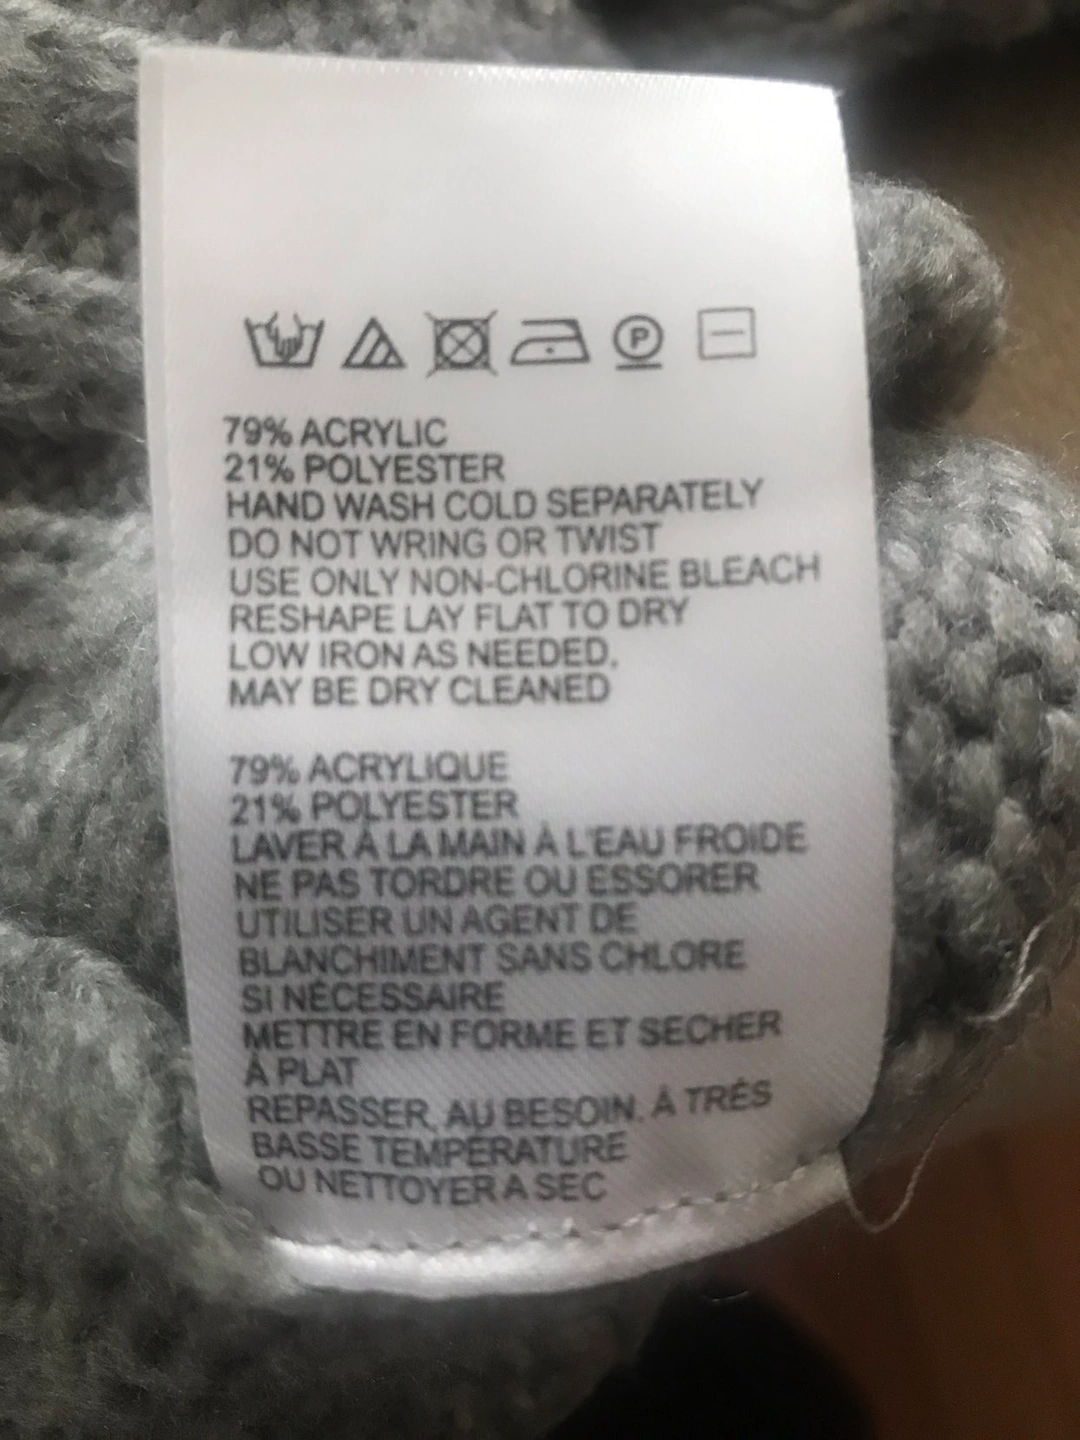 P
79% ACRYLIC
21% POLYESTER
HAND WASH COLD SEPARATELY
DO NOT WRING OR TWIST
USE ONLY NON-CHLORINE BLEACH
RESHAPE LAY FLAT TO DRY
LOW IRON AS NEEDED,
MAY BE DRY CLEANED
79% ACRYLIQUE
21% POLYESTER
LAVER À LA MAIN À L'EAU FROIDE
NE PAS TORDRE OU ESSORER
UTILISER UN AGENT DE
BLANCHIMENT SANS CHLORE
SI NÉCESSAIRE
METTRE EN FORME ET SECHER
À PLAT
REPASSER, AU BESOIN, À TRÉS
BASSE TEMPÉRATURE
OU NETTOYER A SEC